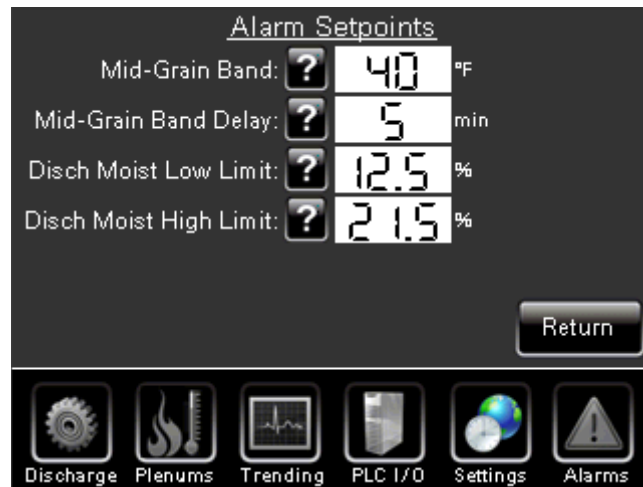 Alarm Setpoints
Mid-Grain Band: ? 40 °F
Mid-Grain Band Delay: ? 5 min
Disch Moist Low Limit: ? 12.5 %
Disch Moist High Limit: ? 21.5 %
Return
Discharge Plenums Trending PLC I/O Settings Alarms